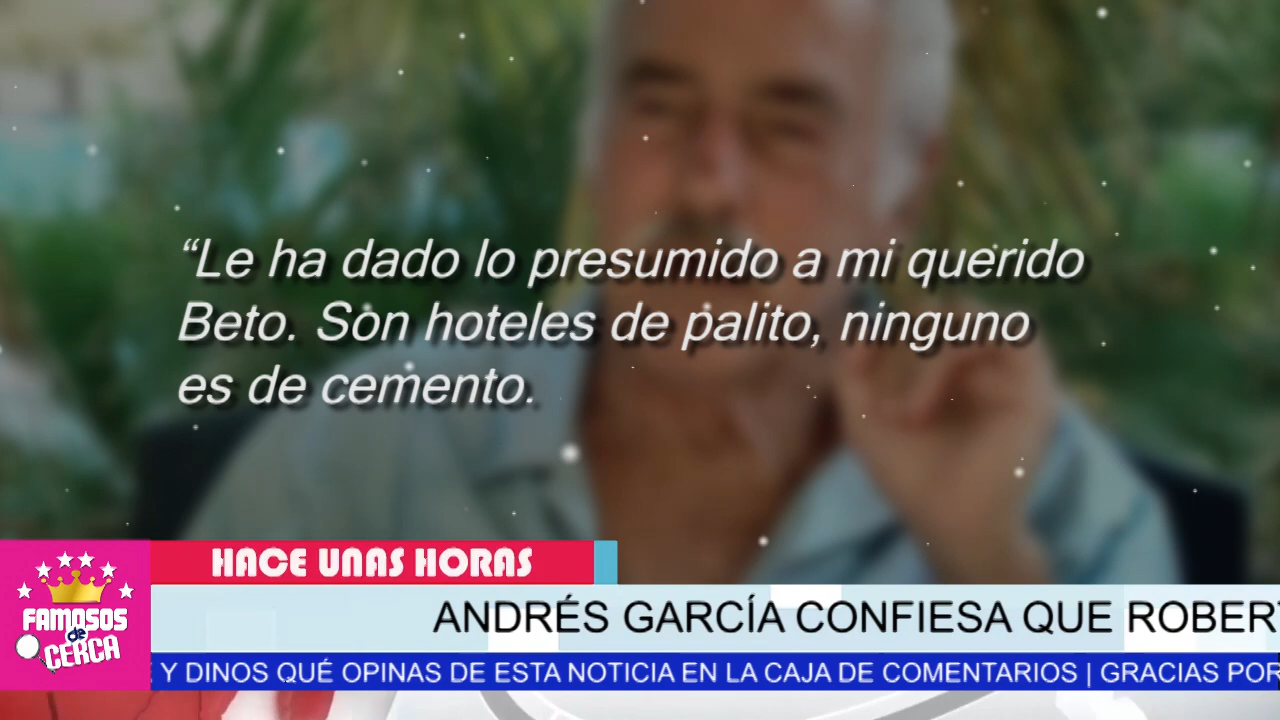 “Le ha dado lo presumido a mi querido
Beto. Son hoteles de palito, ninguno
es de cemento.
HACE UNAS HORAS
FAMOSOS
de
CERCA
ANDRÉS GARCÍA CONFIESA QUE ROBERT
Y DINOS QUÉ OPINAS DE ESTA NOTICIA EN LA CAJA DE COMENTARIOS | GRACIAS POR